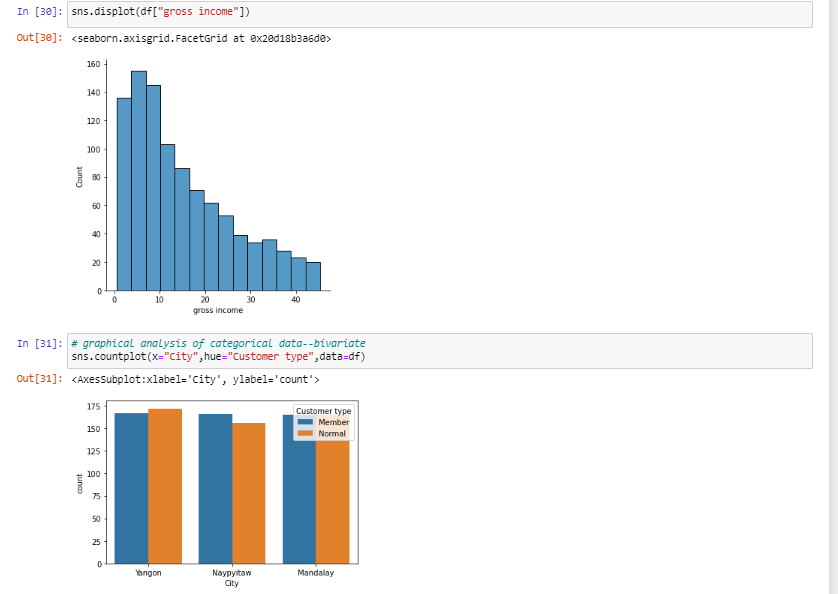 In [30]: sns.displot(df["gross income"])
Out[30]: <seaborn.axisgrid.FacetGrid at 0x20d18b3a6d0>
160
140
120
100
80
60
40
20
0
Count
0 10 20 30 40
gross income
In [31]: # graphical analysis of categorical data--bivariate
sns.countplot(x="City",hue="Customer type",data=df)
Out[31]: <AxesSubplot:xlabel='City', ylabel='count'>
175
150
125
100
75
50
25
0
count
Customer type
Member
Normal
Yangon Naypyitaw Mandalay
City